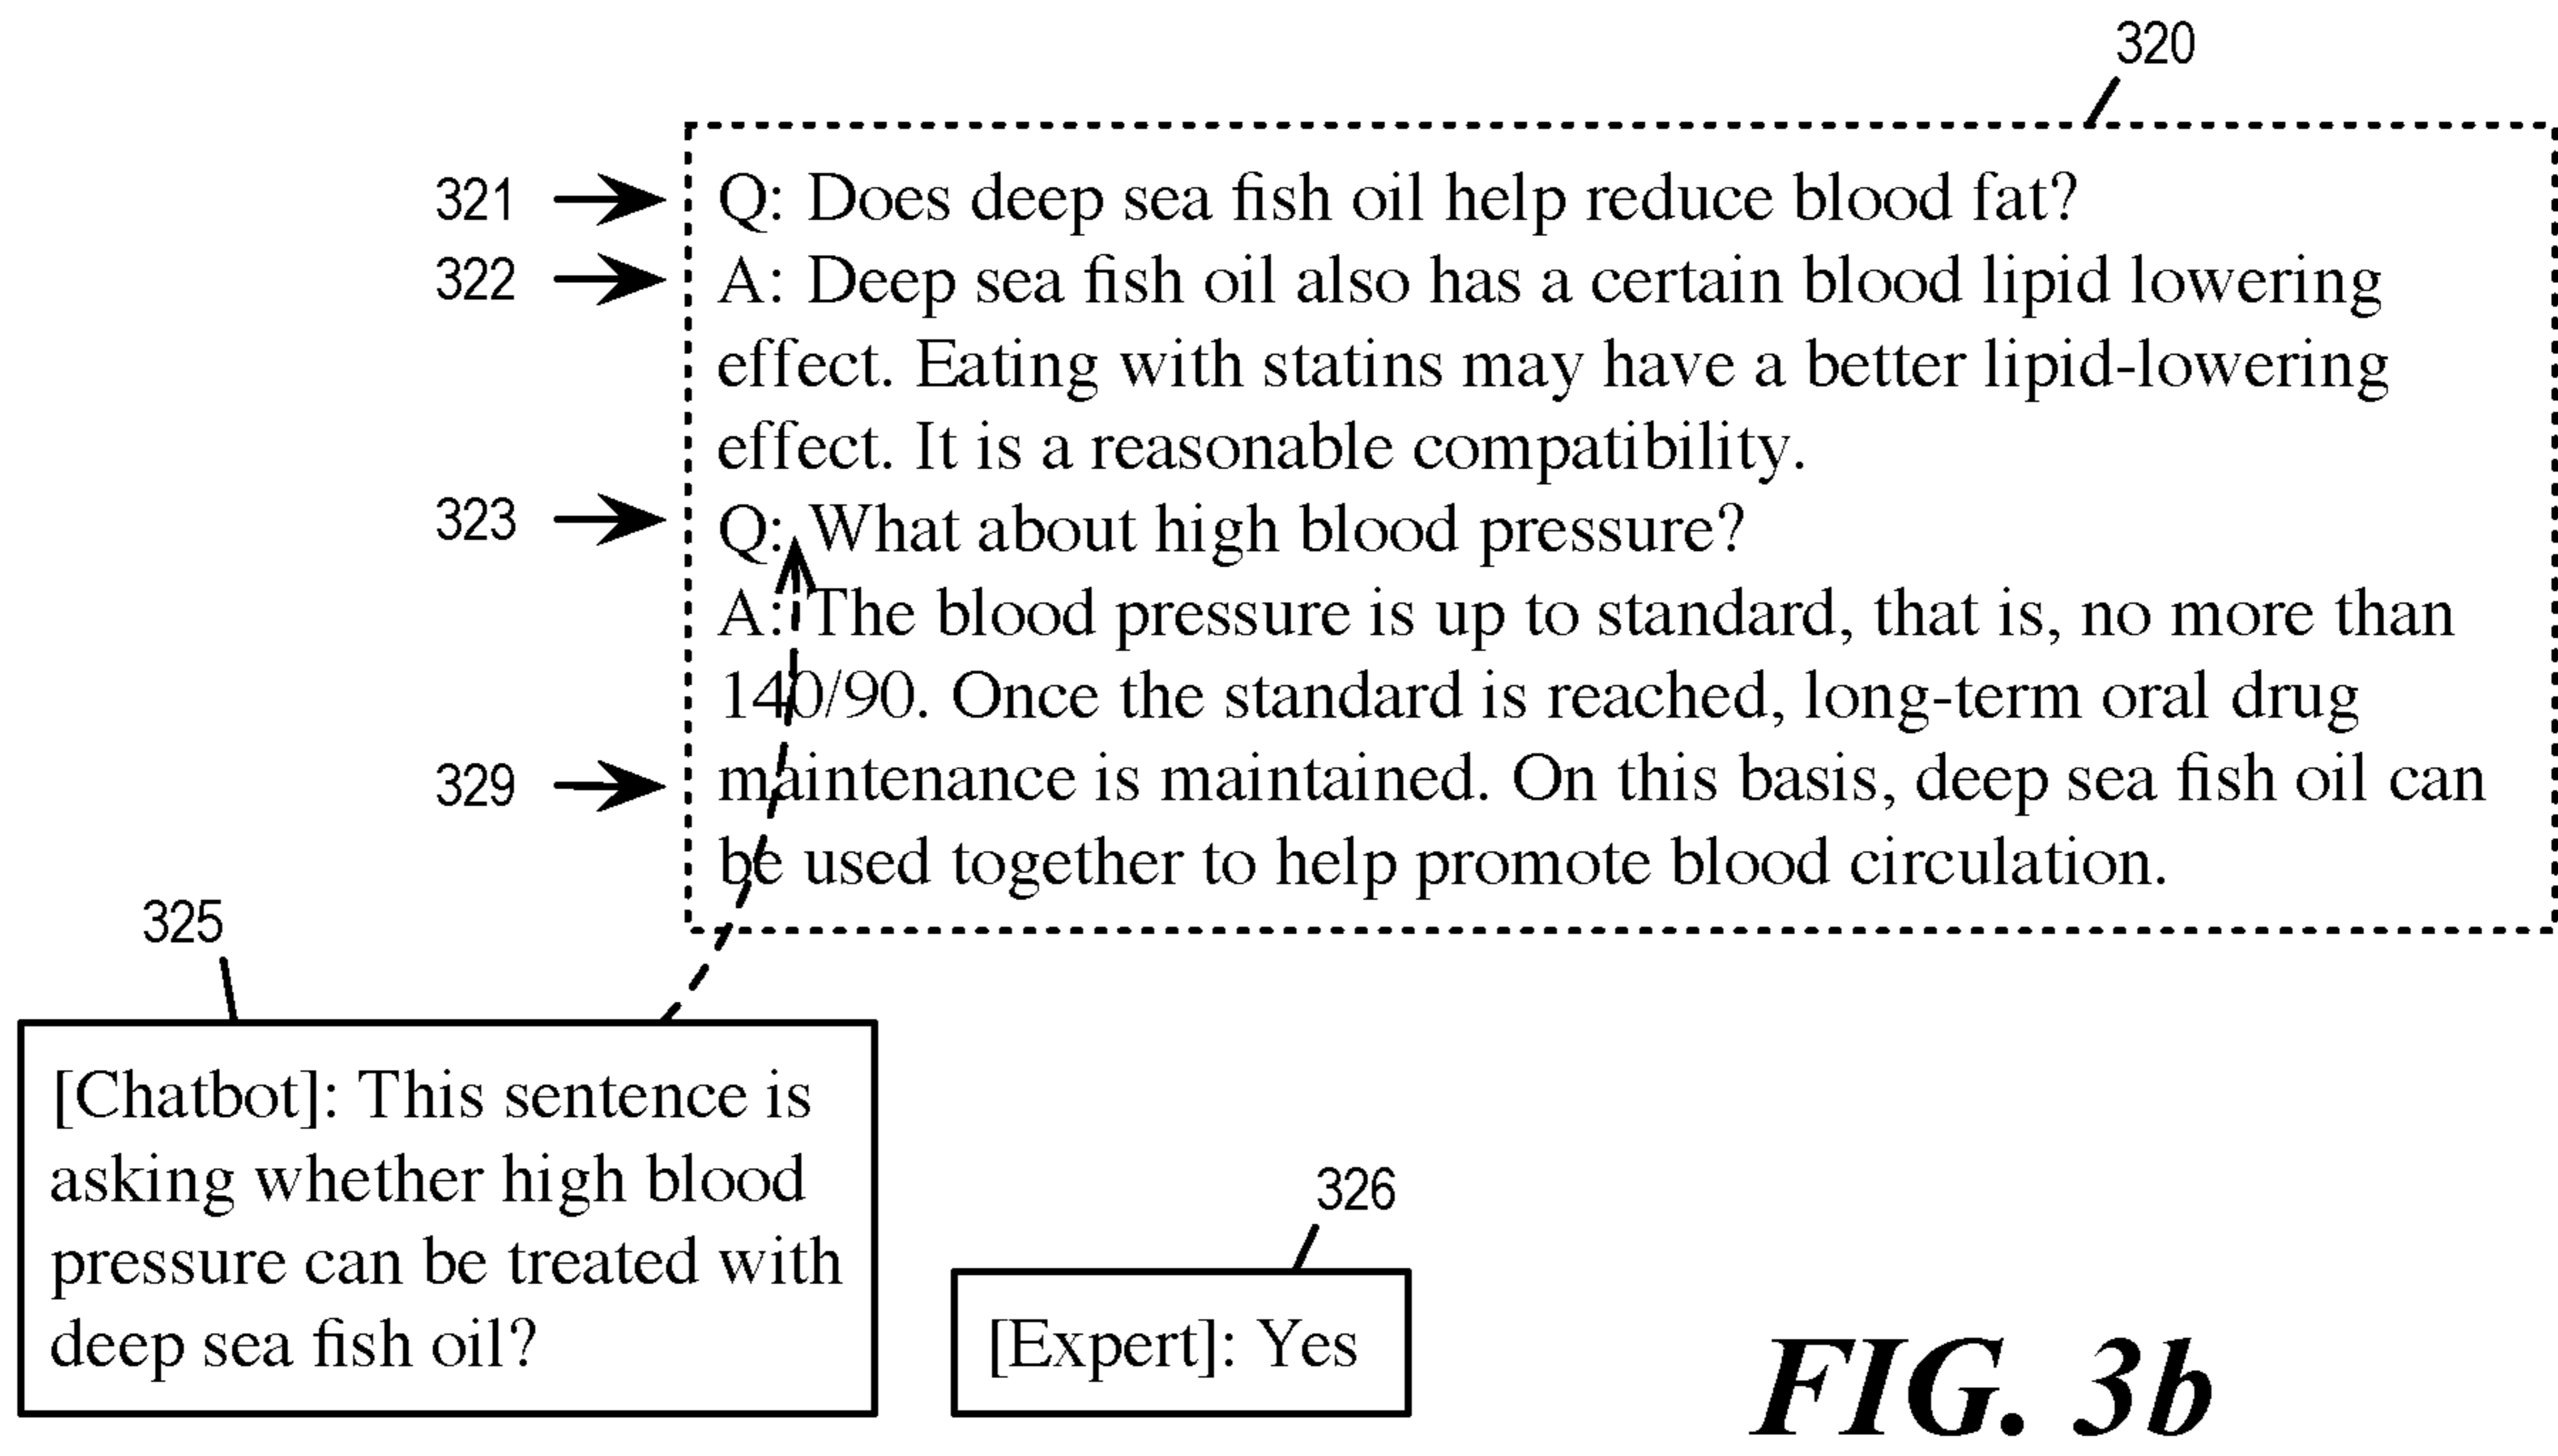 320
321
Q: Does deep sea fish oil help reduce blood fat?
322
A: Deep sea fish oil also has a certain blood lipid lowering
effect. Eating with statins may have a better lipid-lowering
effect. It is a reasonable compatibility.
323
Q: What about high blood pressure?
A: The blood pressure is up to standard, that is, no more than
140/90. Once the standard is reached, long-term oral drug
329
maintenance is maintained. On this basis, deep sea fish oil can
be used together to help promote blood circulation.
325
[Chatbot]: This sentence is
asking whether high blood
pressure can be treated with
deep sea fish oil?
326
[Expert]: Yes
FIG. 3b